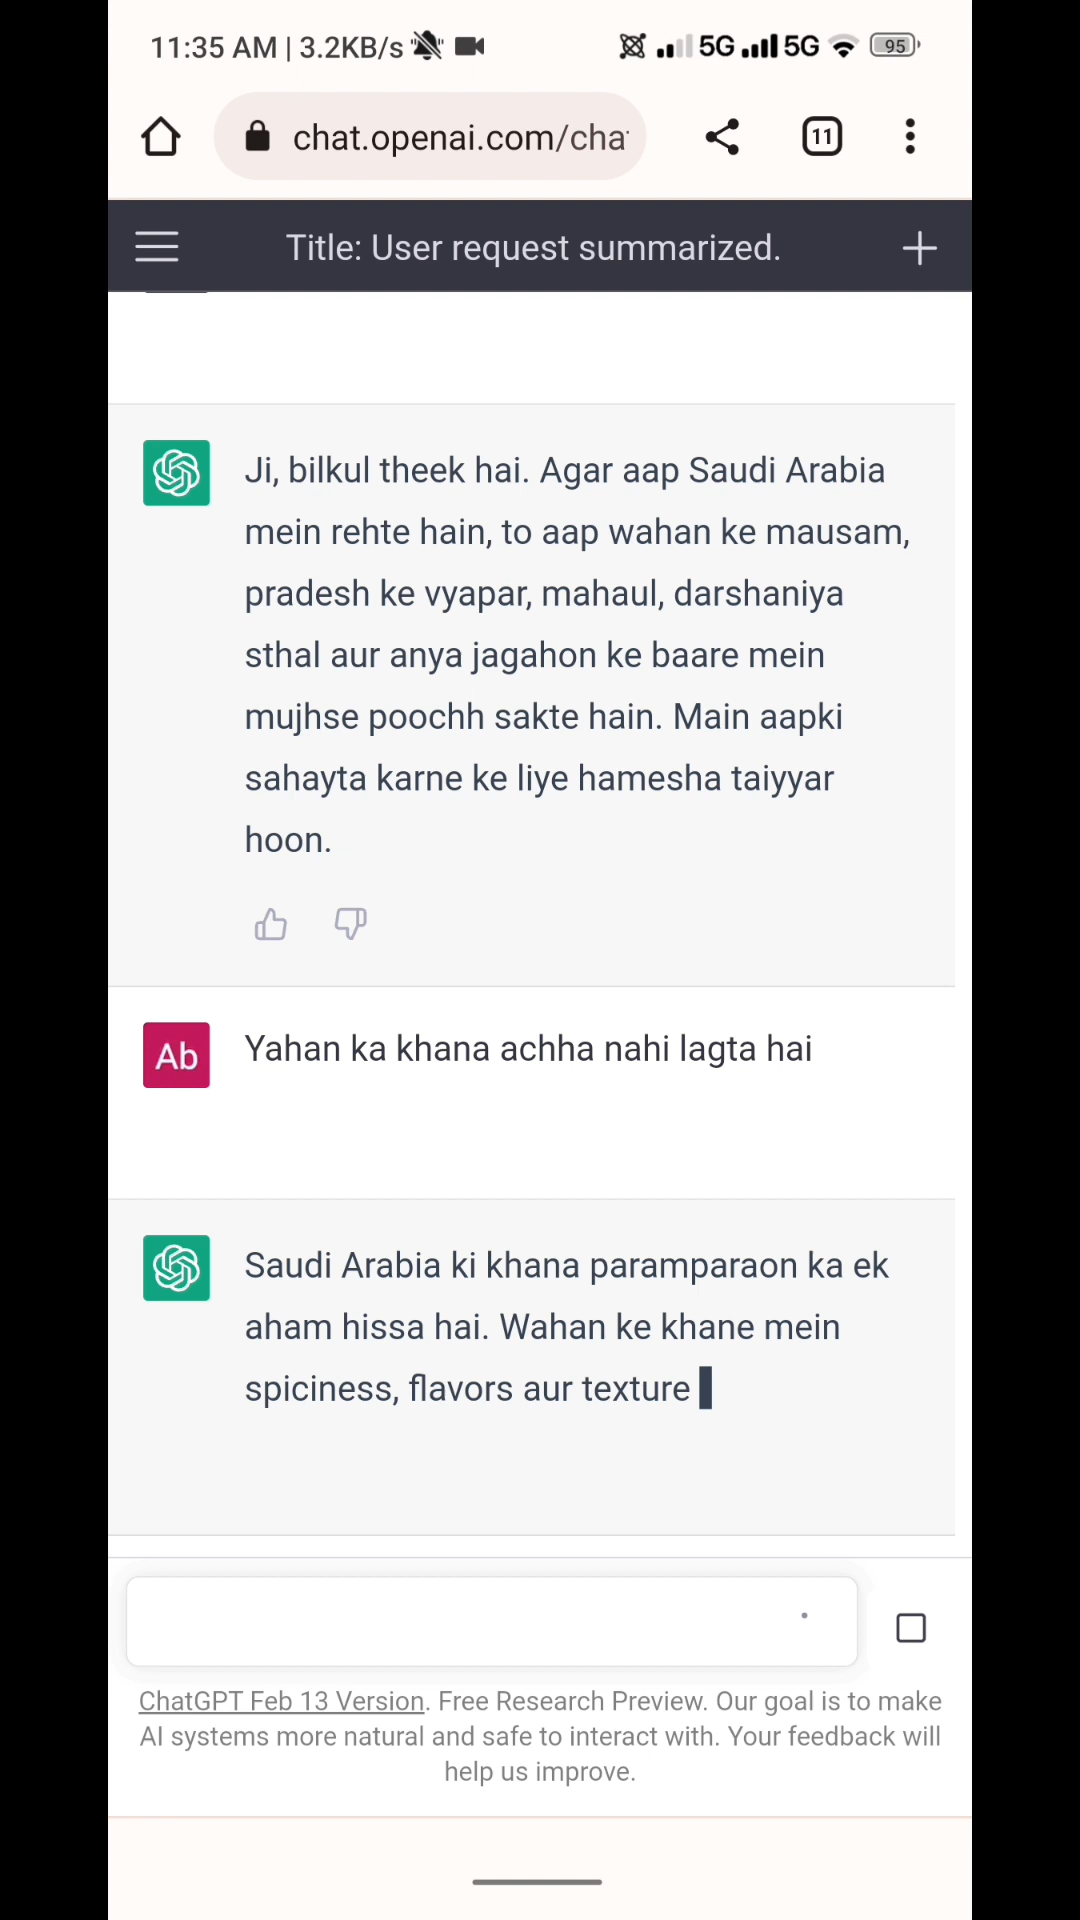 11:35 AM | 3.2KB/s 5G 5G 95
chat.openai.com/cha
11
Title: User request summarized.
Ji, bilkul theek hai. Agar aap Saudi Arabia
mein rehte hain, to aap wahan ke mausam,
pradesh ke vyapar, mahaul, darshaniya
sthal aur anya jagahon ke baare mein
mujhse poochh sakte hain. Main aapki
sahayta karne ke liye hamesha taiyyar
hoon.
Ab
Yahan ka khana achha nahi lagta hai
Saudi Arabia ki khana paramparaon ka ek
aham hissa hai. Wahan ke khane mein
spiciness, flavors aur texture
ChatGPT Feb 13 Version. Free Research Preview. Our goal is to make
AI systems more natural and safe to interact with. Your feedback will
help us improve.